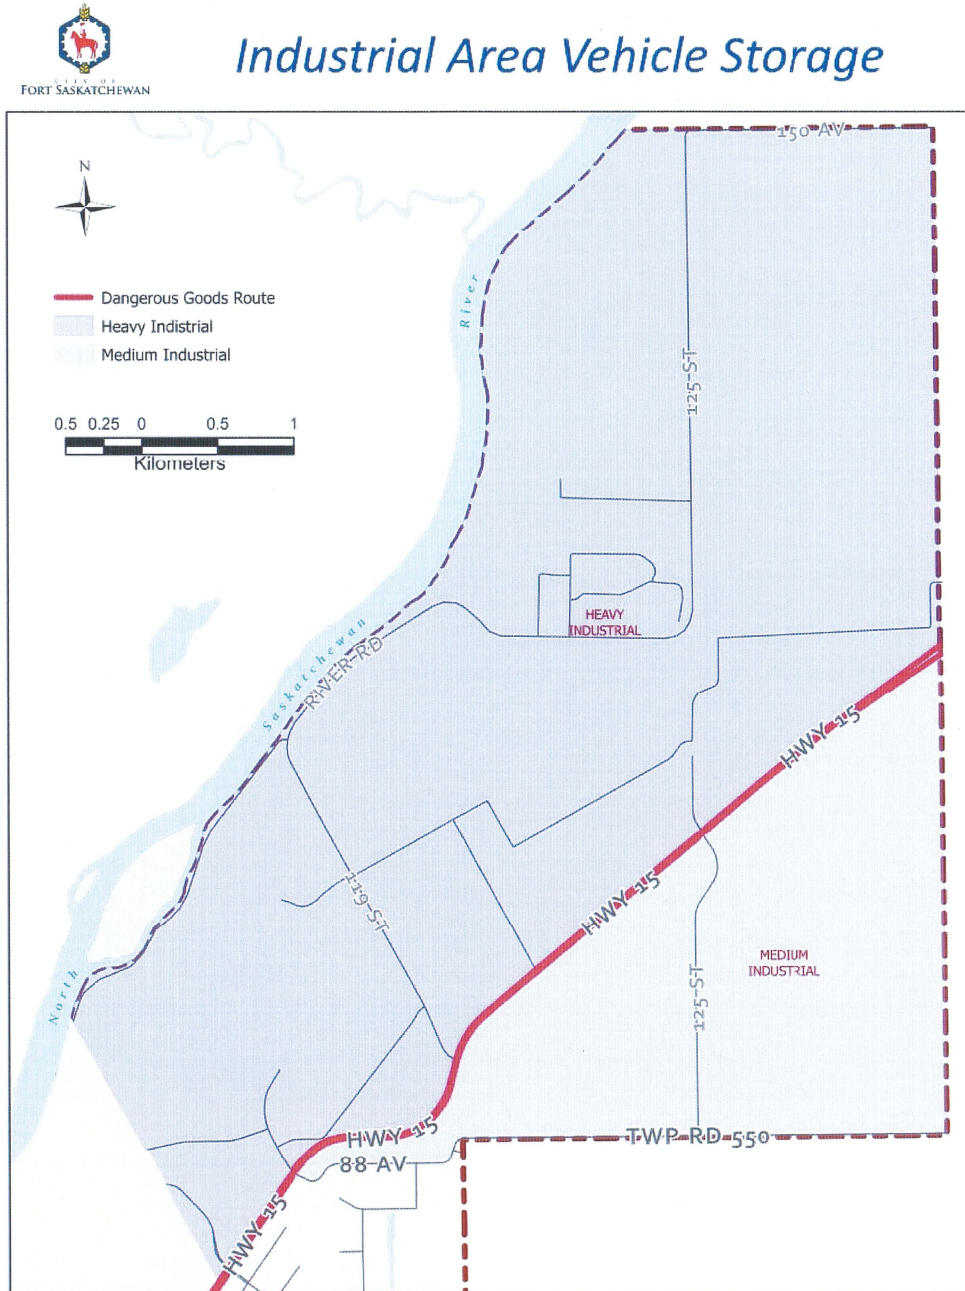 CITY OF
FORT SASKATCHEWAN
Industrial Area Vehicle Storage
150 AV
N
River
Dangerous Goods Route
Heavy Indistrial
Medium Industrial
125 ST
0.5 0.25 0 0.5 1
Kilometers
HEAVY
INDUSTRIAL
Saskatchewan
RIVER RD
HWY 15
119 ST
HWY 15
MEDIUM
INDUSTRIAL
North
125 ST
HWY 15
TWP RD 550
88 AV
HWY 15